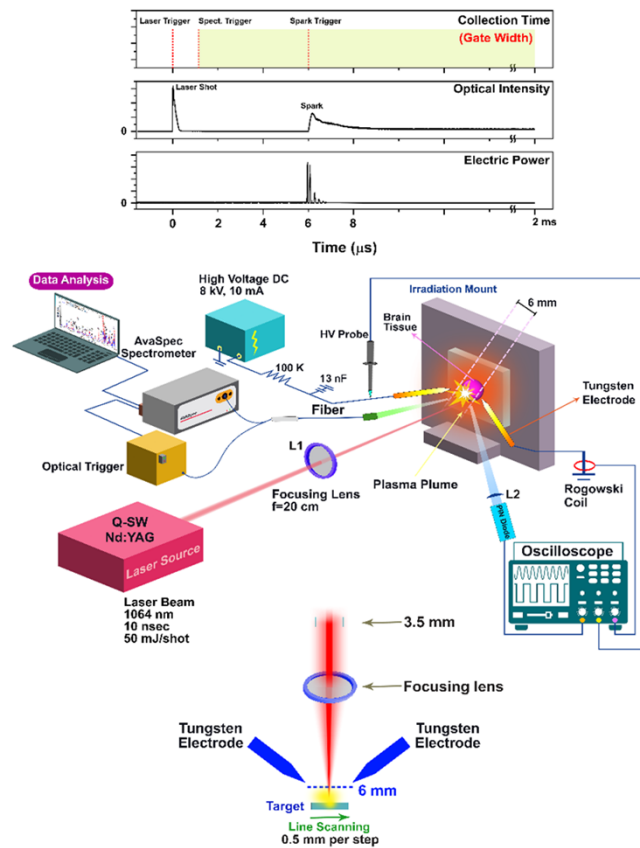 Laser Trigger
Spect. Trigger
Spark Trigger
Collection Time
(Gate Width)
Laser Shot
Optical Intensity
Spark
0
Electric Power
0
0 2 4 6 8 2 ms
Time (μs)
Data Analysis
High Voltage DC
8 kV, 10 mA
AvaSpec
Spectrometer
100 K
13 nF
HV Probe
Irradiation Mount
6 mm
Brain
Tissue
Fiber
Tungsten
Electrode
Optical Trigger
L1
Focusing Lens
f=20 cm
Plasma Plume
L2
PIN Diode
Rogowski
Coil
Oscilloscope
Q-SW
Nd:YAG
Laser Source
Laser Beam
1064 nm
10 nsec
50 mJ/shot
3.5 mm
Focusing lens
Tungsten
Electrode
Tungsten
Electrode
6 mm
Target
Line Scanning
0.5 mm per step